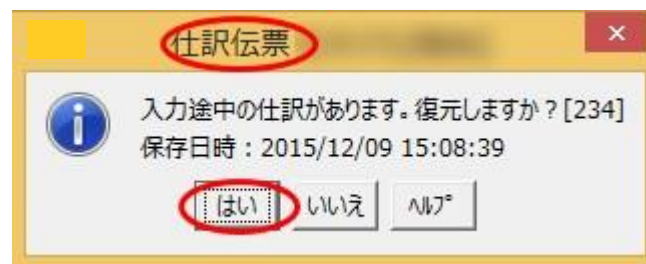 仕訳伝票
入力途中の仕訳があります。復元しますか？[234]
保存日時：2015/12/09 15:08:39
はい いいえ ﾍﾙﾌﾟ